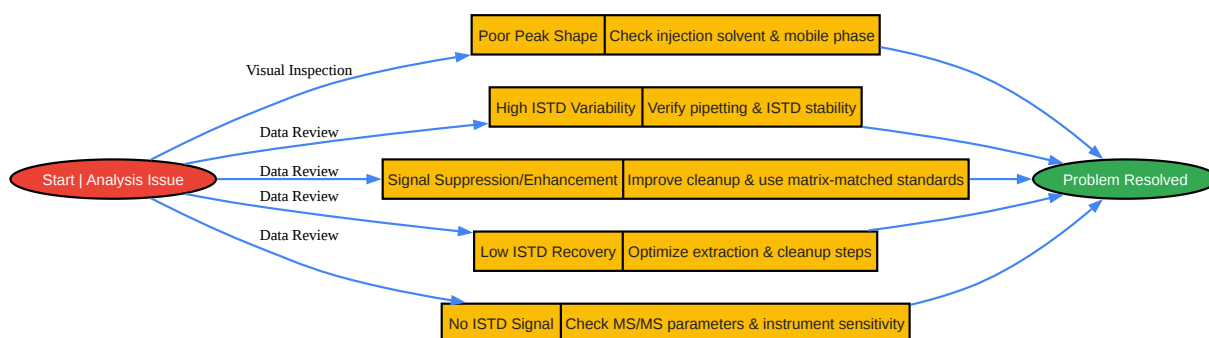 Poor Peak Shape | Check injection solvent & mobile phase
Visual Inspection
High ISTD Variability | Verify pipetting & ISTD stability
Data Review
Data Review
Start | Analysis Issue
Signal Suppression/Enhancement | Improve cleanup & use matrix-matched standards
Problem Resolved
Data Review
Data Review
Low ISTD Recovery | Optimize extraction & cleanup steps
No ISTD Signal | Check MS/MS parameters & instrument sensitivity